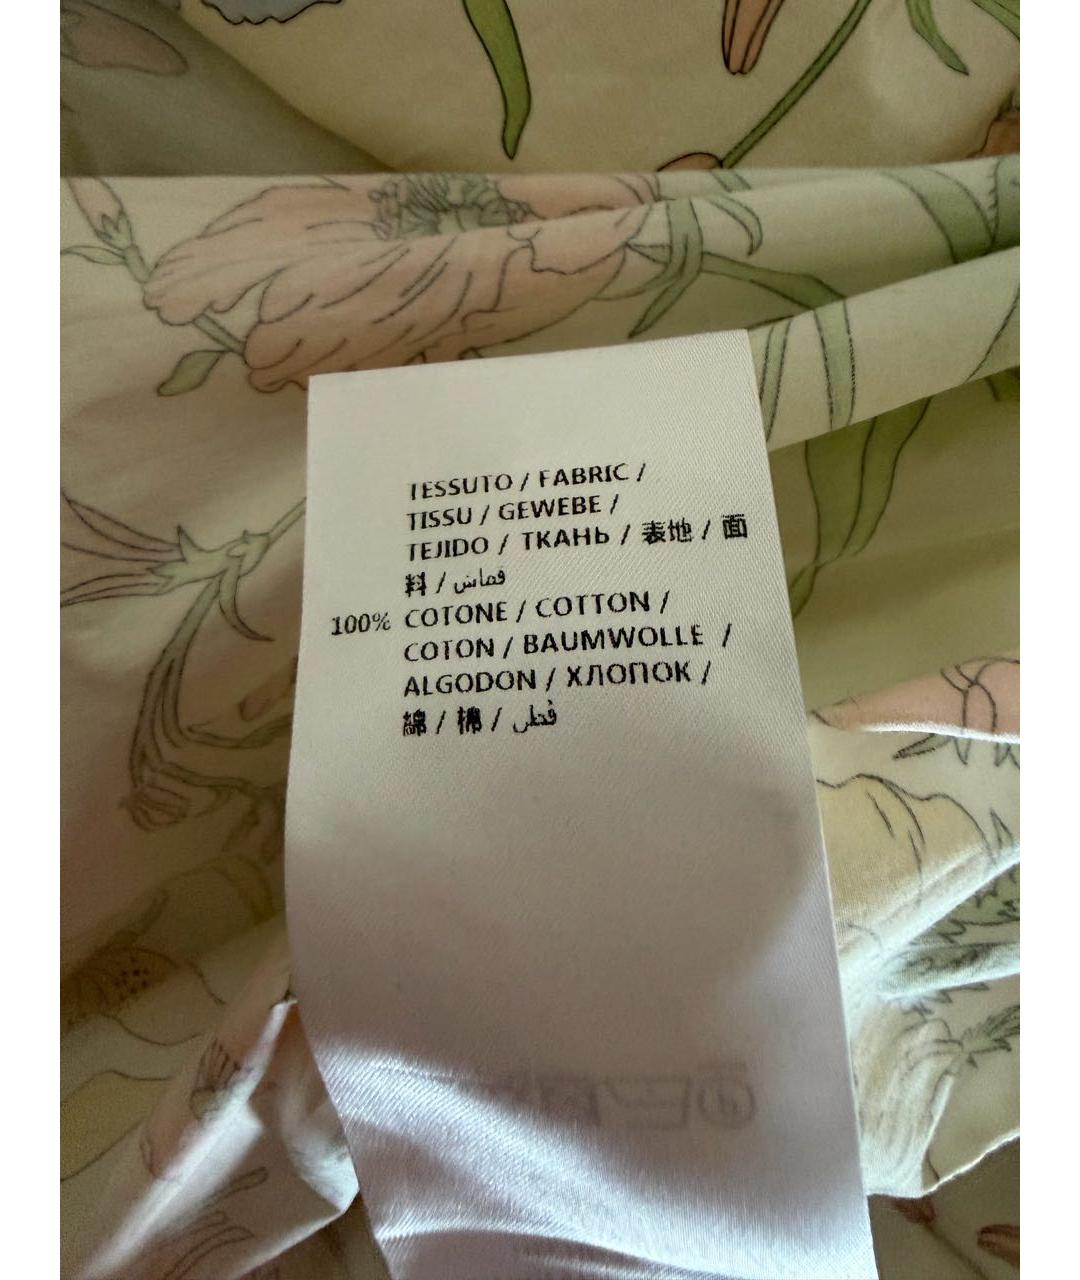 TESSUTO / FABRIC /
TISSU / GEWEBE /
TEJIDO / ТКАНЬ / 表地 / 面
料 / قماش
100% COTONE / COTTON /
COTON / BAUMWOLLE /
ALGODON / ХЛОПОК /
綿 / 棉 / قطن